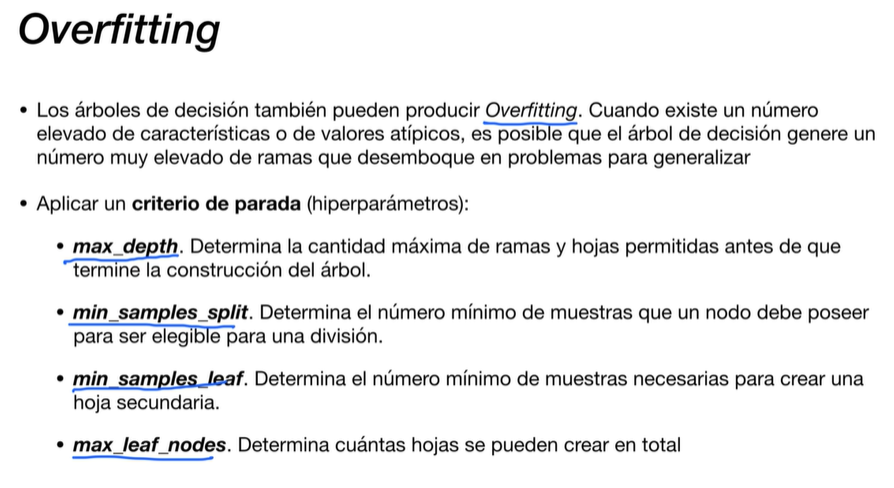 Overfitting
• Los árboles de decisión también pueden producir Overfitting. Cuando existe un número
elevado de características o de valores atípicos, es posible que el árbol de decisión genere un
número muy elevado de ramas que desemboque en problemas para generalizar
• Aplicar un criterio de parada (hiperparámetros):
• max_depth. Determina la cantidad máxima de ramas y hojas permitidas antes de que
termine la construcción del árbol.
• min_samples_split. Determina el número mínimo de muestras que un nodo debe poseer
para ser elegible para una división.
• min_samples_leaf. Determina el número mínimo de muestras necesarias para crear una
hoja secundaria.
• max_leaf_nodes. Determina cuántas hojas se pueden crear en total